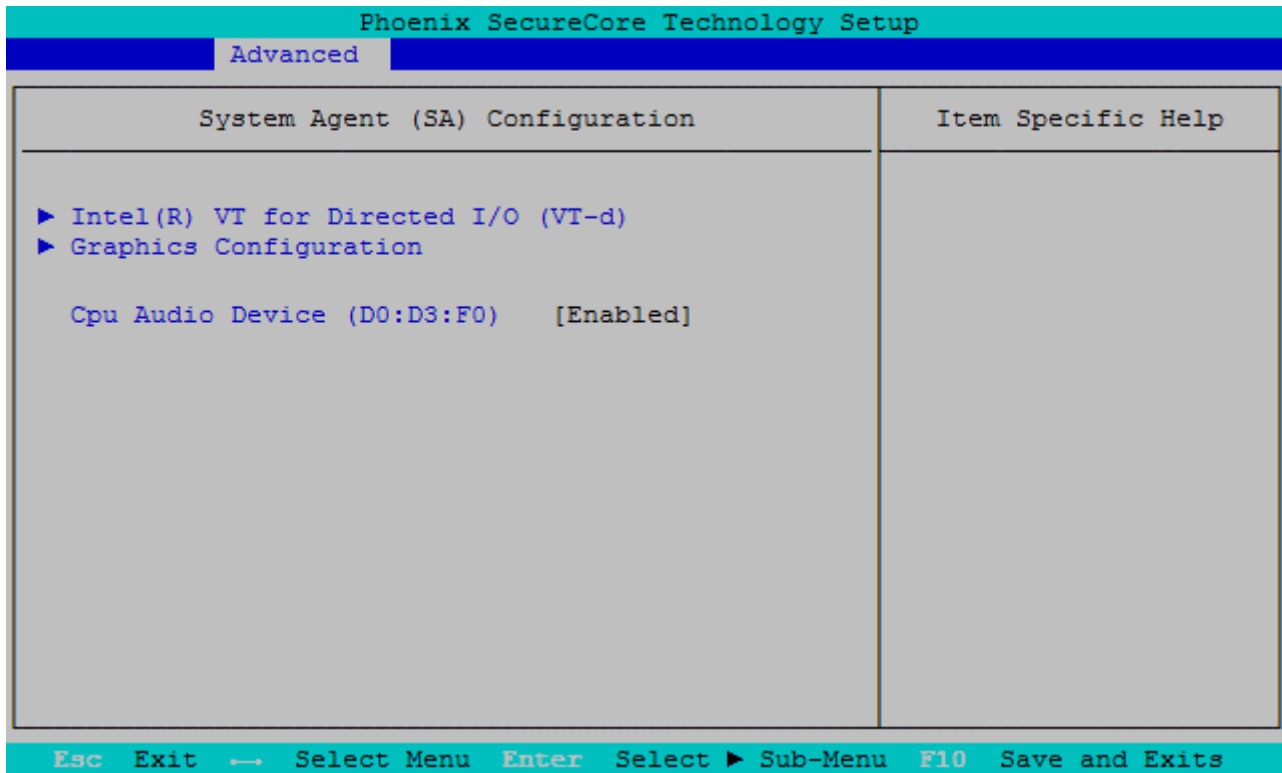 Phoenix SecureCore Technology Setup
Advanced
System Agent (SA) Configuration
Item Specific Help
► Intel(R) VT for Directed I/O (VT-d)
► Graphics Configuration
Cpu Audio Device (D0:D3:F0) [Enabled]
Esc Exit ↔ Select Menu Enter Select ► Sub-Menu F10 Save and Exits